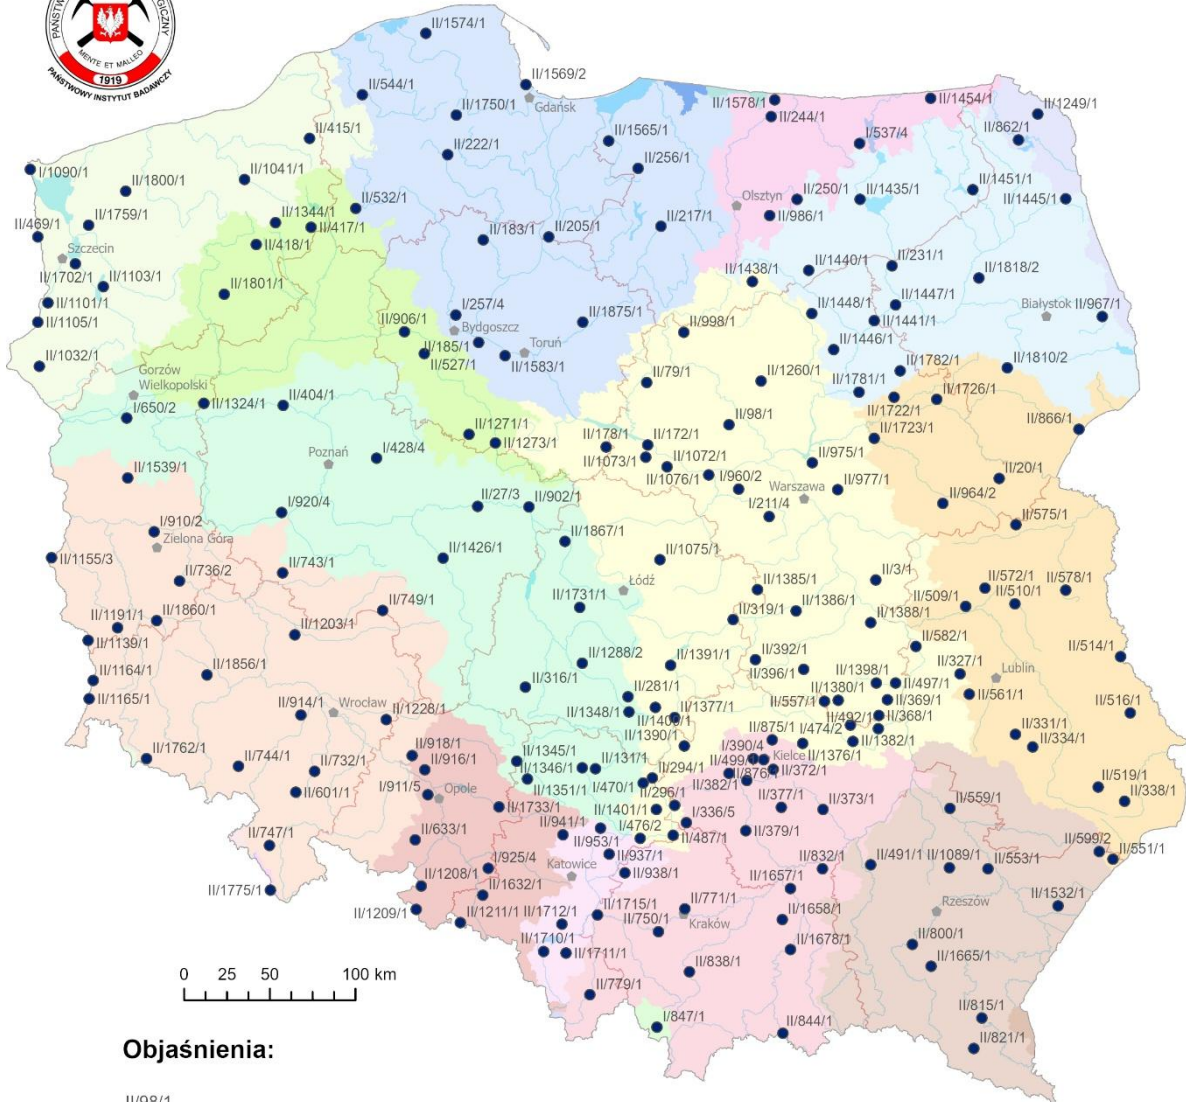 MENTE ET MALLEO
1919
PAŃSTWOWY INSTYTUT BADAWCZY
II/1574/1
II/1569/2
Gdańsk
II/544/1
II/1750/1
II/1578/1
II/244/1
II/1454/1
II/1249/1
II/862/1
II/415/1
II/222/1
II/1565/1
II/537/4
II/256/1
I/1090/1
II/1800/1
II/1041/1
II/532/1
Olsztyn
II/250/1
II/1435/1
II/1451/1
II/1445/1
II/1759/1
II/469/1
II/1344/1
II/417/1
II/418/1
II/183/1
II/205/1
II/217/1
II/986/1
Szczecin
II/1702/1
II/1103/1
II/1101/1
II/1105/1
II/1801/1
II/1438/1
II/1440/1
II/231/1
II/1818/2
II/1448/1
II/1447/1
II/1441/1
Białystok
II/967/1
I/257/4
Bydgoszcz
II/906/1
II/185/1
II/527/1
Toruń
II/1583/1
II/1875/1
II/998/1
II/1446/1
II/1032/1
Gorzów
Wielkopolski
I/650/2
II/1324/1
II/404/1
II/79/1
II/1260/1
II/1782/1
II/1781/1
II/1810/2
II/1726/1
II/1722/1
II/1723/1
II/866/1
II/98/1
II/1271/1
II/1273/1
II/178/1
II/172/1
II/1073/1
II/1072/1
II/1076/1
I/960/2
II/975/1
Poznań
I/428/4
II/1539/1
Warszawa
II/977/1
I/211/4
II/20/1
II/964/2
II/575/1
I/920/4
II/27/3
II/902/1
I/910/2
Zielona Góra
II/1867/1
II/1155/3
II/736/2
II/743/1
II/1426/1
II/1075/1
Łódź
II/1385/1
II/3/1
II/572/1
II/578/1
II/509/1
II/510/1
II/1191/1
II/1860/1
II/1139/1
II/1203/1
II/749/1
II/1731/1
II/319/1
II/1386/1
II/1388/1
II/582/1
II/514/1
II/1164/1
II/1165/1
II/1856/1
II/1288/2
II/1391/1
II/392/1
II/396/1
II/1398/1
II/497/1
II/327/1
Lublin
II/561/1
II/316/1
II/281/1
II/1348/1
II/1377/1
II/1390/1
II/557/1
II/1380/1
II/369/1
II/368/1
II/492/1
II/1382/1
II/516/1
II/914/1
Wrocław
II/1228/1
II/875/1
I/474/2
II/1376/1
II/331/1
II/334/1
II/1762/1
II/744/1
II/732/1
II/601/1
II/918/1
II/916/1
I/911/5
Opole
II/1345/1
II/1346/1
II/1351/1
II/1317/1
I/470/1
II/294/1
II/296/1
I/390/4
Kielce
II/499/1
II/382/1
II/876/1
II/372/1
II/519/1
II/338/1
II/1733/1
II/1401/1
II/336/5
II/377/1
II/373/1
II/559/1
II/747/1
II/633/1
II/941/1
II/953/1
I/476/2
II/487/1
II/379/1
II/599/2
II/551/1
II/1775/1
I/925/4
II/1208/1
II/1632/1
Katowice
II/937/1
II/938/1
II/832/1
II/491/1
II/1089/1
II/553/1
II/1209/1
II/1211/1
II/1712/1
II/1715/1
II/771/1
II/750/1
Kraków
II/1657/1
II/1658/1
Rzeszów
II/1532/1
II/1710/1
II/1711/1
II/838/1
II/1678/1
II/800/1
II/1665/1
II/779/1
I/847/1
II/844/1
II/815/1
II/821/1
0 25 50 100 km
Objaśnienia:
II/98/1